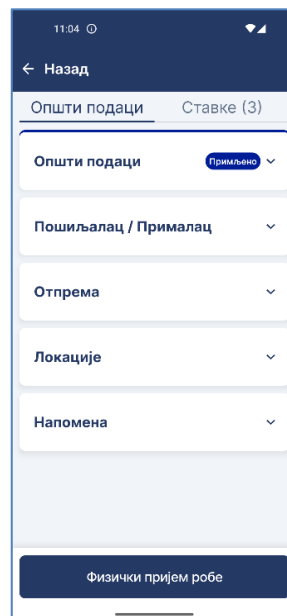 11:04
← Назад
Општи подаци Ставке (3)
Општи подаци Примљено
Пошиљалац / Прималац
Отпрема
Локације
Напомена
Физички пријем робе